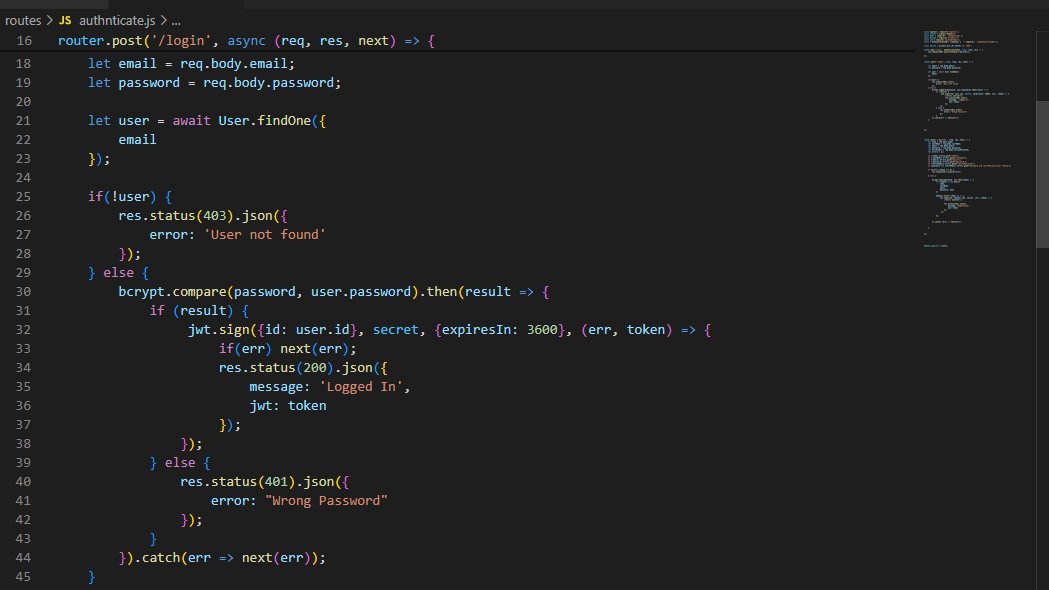 routes > JS authnticate.js > ...
16 router.post('/login', async (req, res, next) => {
18 let email = req.body.email;
19 let password = req.body.password;
20
21 let user = await User.findOne({
22 email
23 });
24
25 if(!user) {
26 res.status(403).json({
27 error: 'User not found'
28 });
29 } else {
30 bcrypt.compare(password, user.password).then(result => {
31 if (result) {
32 jwt.sign({id: user.id}, secret, {expiresIn: 3600}, (err, token) => {
33 if(err) next(err);
34 res.status(200).json({
35 message: 'Logged In',
36 jwt: token
37 });
38 });
39 } else {
40 res.status(401).json({
41 error: "Wrong Password"
42 });
43 }
44 }).catch(err => next(err));
45 }